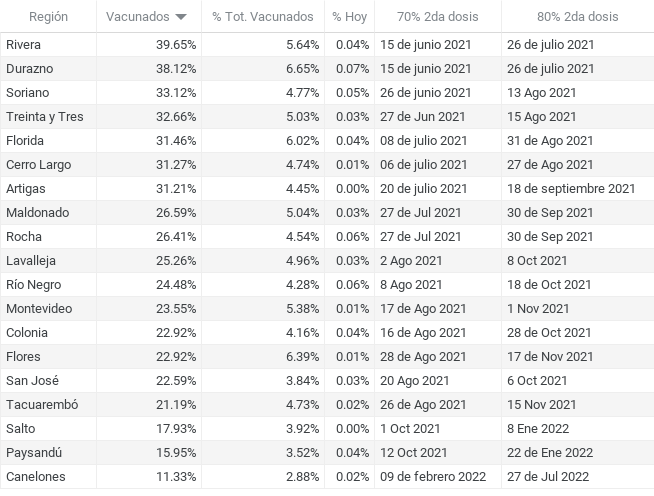 Región Vacunados % Tot. Vacunados % Hoy 70% 2da dosis 80% 2da dosis
Rivera 39.65% 5.64% 0.04% 15 de junio 2021 26 de julio 2021
Durazno 38.12% 6.65% 0.07% 15 de junio 2021 26 de julio 2021
Soriano 33.12% 4.77% 0.05% 26 de junio 2021 13 Ago 2021
Treinta y Tres 32.66% 5.03% 0.03% 27 de Jun 2021 15 Ago 2021
Florida 31.46% 6.02% 0.04% 08 de julio 2021 31 de Ago 2021
Cerro Largo 31.27% 4.74% 0.01% 06 de julio 2021 27 de Ago 2021
Artigas 31.21% 4.45% 0.00% 20 de julio 2021 18 de septiembre 2021
Maldonado 26.59% 5.04% 0.03% 27 de Jul 2021 30 de Sep 2021
Rocha 26.41% 4.54% 0.06% 27 de Jul 2021 30 de Sep 2021
Lavalleja 25.26% 4.96% 0.03% 2 Ago 2021 8 Oct 2021
Río Negro 24.48% 4.28% 0.06% 8 Ago 2021 18 de Oct 2021
Montevideo 23.55% 5.38% 0.01% 17 de Ago 2021 1 Nov 2021
Colonia 22.92% 4.16% 0.04% 16 de Ago 2021 28 de Oct 2021
Flores 22.92% 6.39% 0.01% 28 de Ago 2021 17 de Nov 2021
San José 22.59% 3.84% 0.03% 20 Ago 2021 6 Oct 2021
Tacuarembó 21.19% 4.73% 0.02% 26 de Ago 2021 15 Nov 2021
Salto 17.93% 3.92% 0.00% 1 Oct 2021 8 Ene 2022
Paysandú 15.95% 3.52% 0.04% 12 Oct 2021 22 de Ene 2022
Canelones 11.33% 2.88% 0.02% 09 de febrero 2022 27 de Jul 2022